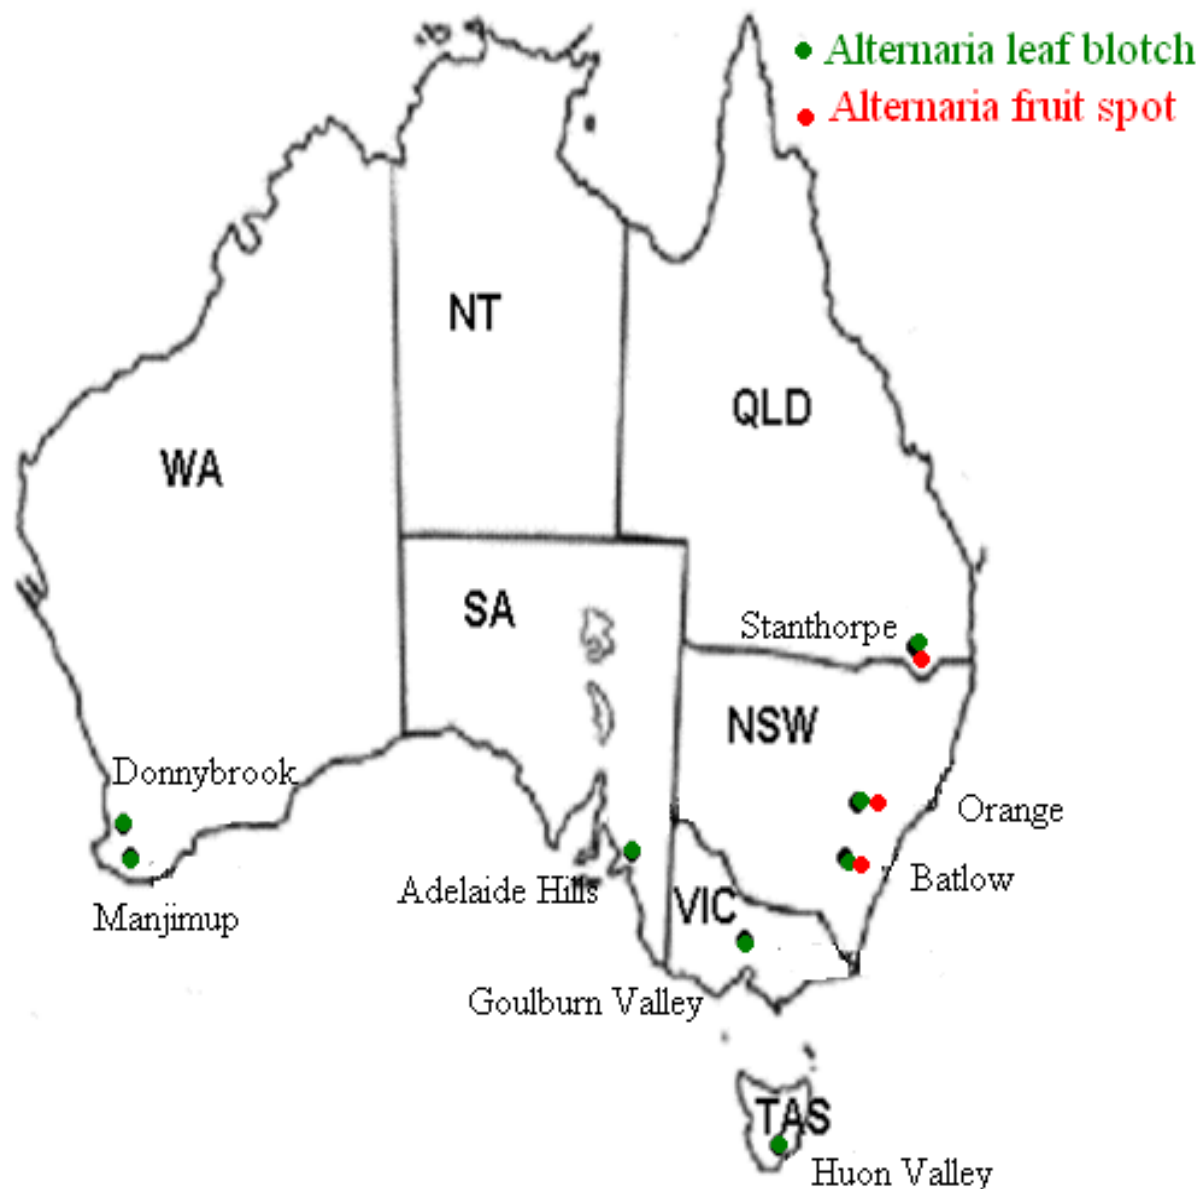 Alternaria leaf blotch
Alternaria fruit spot
NT
QLD
WA
SA
Stanthorpe
NSW
Donnybrook
Orange
Adelaide Hills
Batlow
VIC
Manjimup
Goulburn Valley
TAS
Huon Valley